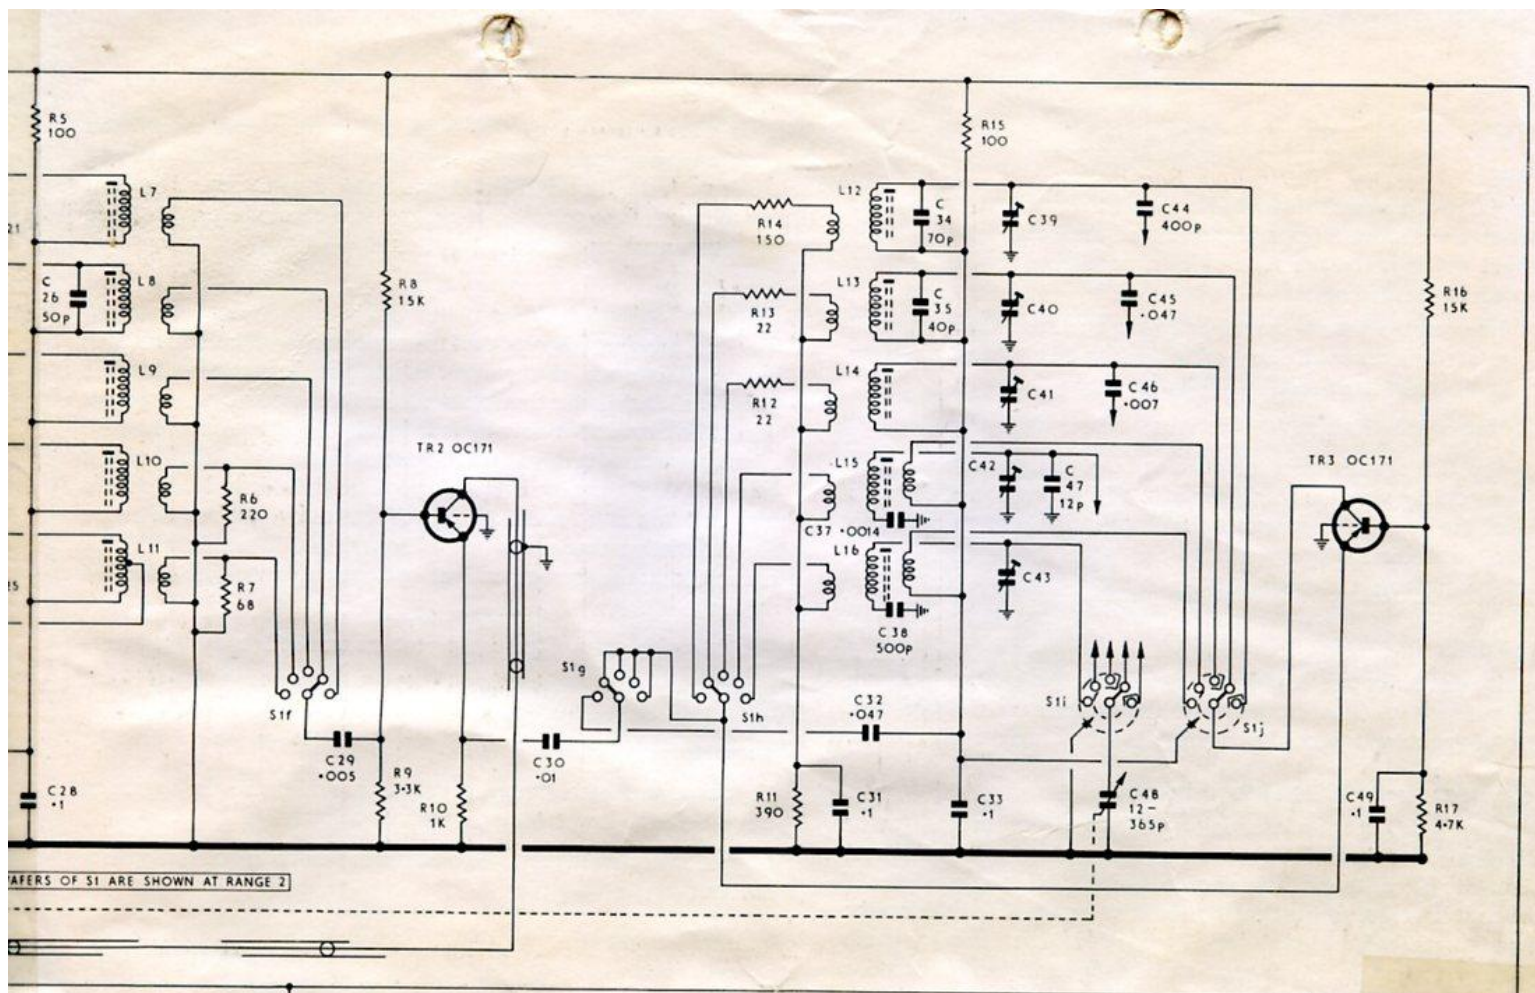 R5
100
L7
21
C
26
50p
L8
L9
L10
R6
220
L11
R7
68
R8
15K
TR2 OC171
S1f
C29
·005
R9
3·3K
R10
1K
C28
·1
C30
·01
S1g
S1h
R14
150
R13
22
R12
22
L12
C
34
70p
L13
C
35
40p
L14
L15
C37 ·0014
L16
C38
500p
R15
100
C39
C44
400p
C40
C45
·047
C41
C46
·007
C42
C
47
12p
C43
TR3 OC171
R16
15K
C32
·047
S1i
S1j
R11
390
C31
·1
C33
·1
C48
12-
365p
C49
·1
R17
4·7K
WAFERS OF S1 ARE SHOWN AT RANGE 2